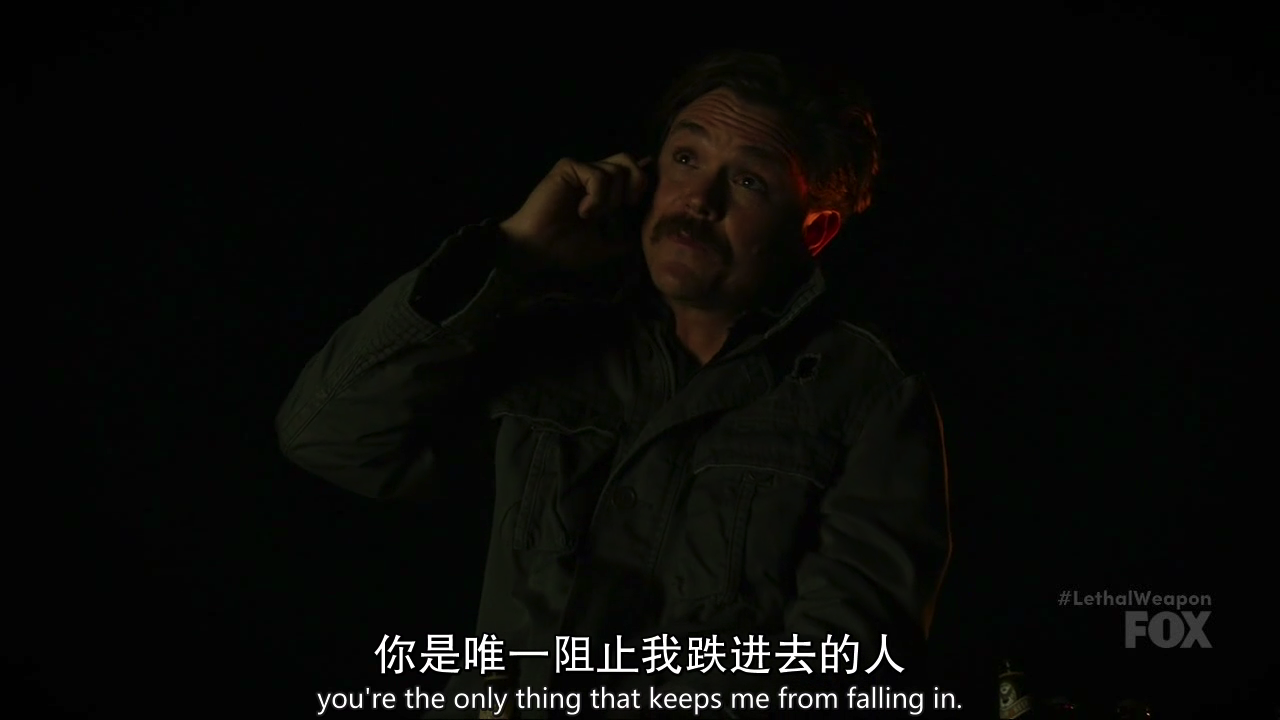 #LethalWeapon
FOX
你是唯一阻止我跌进去的人
you're the only thing that keeps me from falling in.